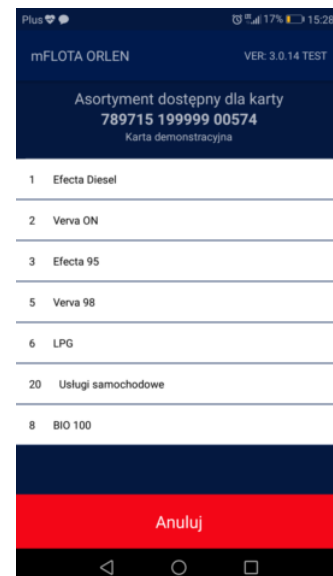 Plus 17% 15:28
mFLOTA ORLEN VER: 3.0.14 TEST
Asortyment dostępny dla karty
789715 199999 00574
Karta demonstracyjna
1 Efecta Diesel
2 Verva ON
3 Efecta 95
5 Verva 98
6 LPG
20 Usługi samochodowe
8 BIO 100
Anuluj